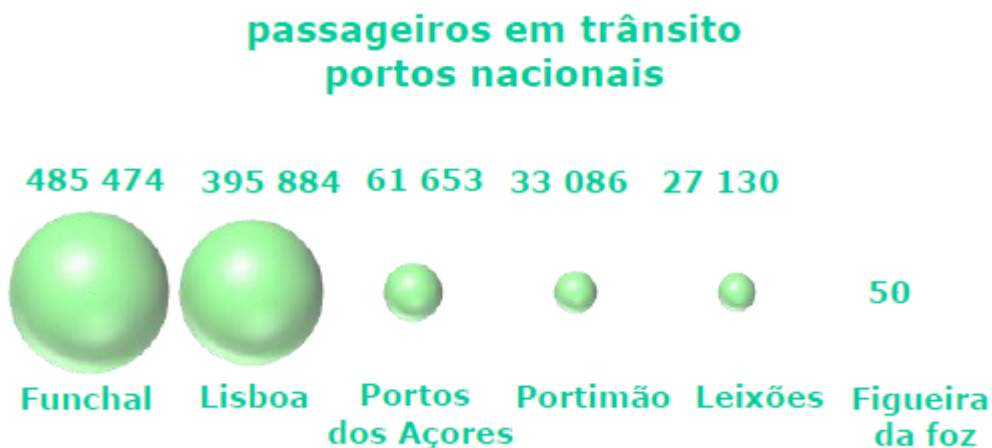 passageiros em trânsito
portos nacionais
485 474 395 884 61 653 33 086 27 130
50
Funchal Lisboa Portos Portimão Leixões Figueira
dos Açores da foz